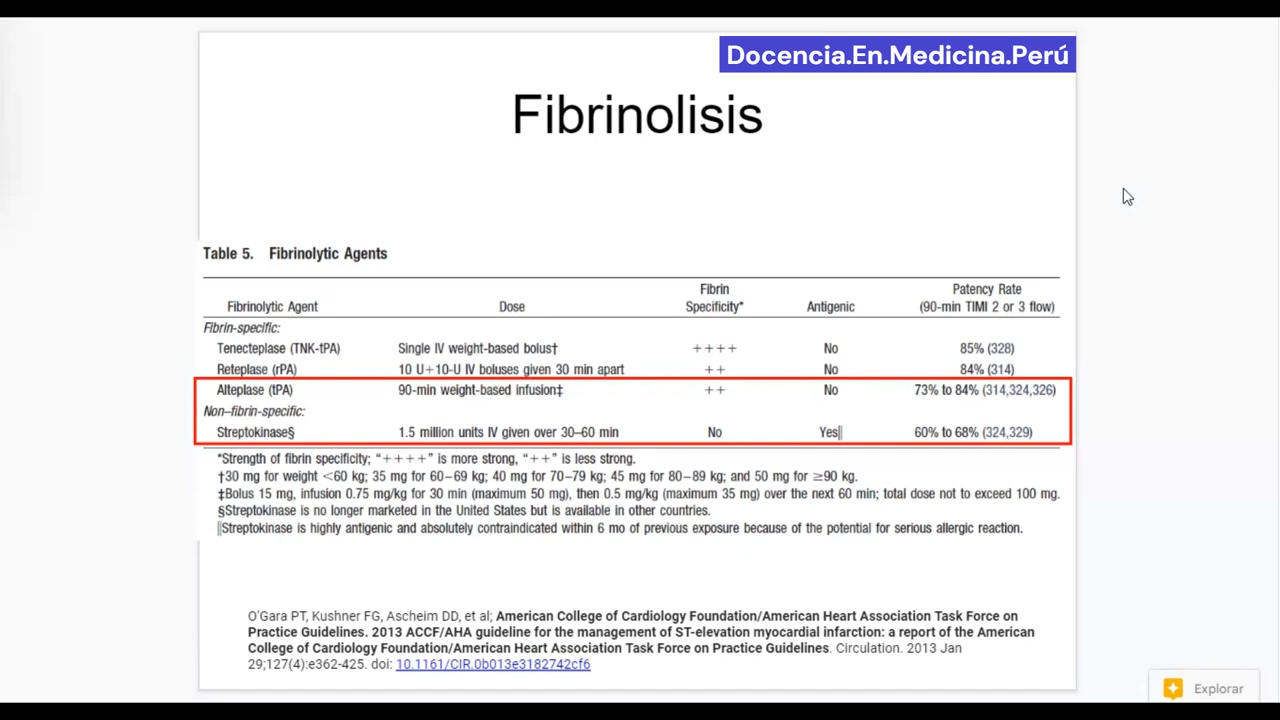 Docencia.En.Medicina.Perú
Fibrinolisis
Table 5. Fibrinolytic Agents
Fibrinolytic Agent Dose Fibrin Specificity* Antigenic Patency Rate (90-min TIMI 2 or 3 flow)
Fibrin-specific:
Tenecteplase (TNK-tPA) Single IV weight-based bolus† ++++ No 85% (328)
Reteplase (rPA) 10 U+10-U IV boluses given 30 min apart ++ No 84% (314)
Alteplase (tPA) 90-min weight-based infusion‡ ++ No 73% to 84% (314,324,326)
Non–fibrin-specific:
Streptokinase§ 1.5 million units IV given over 30–60 min No Yes‖ 60% to 68% (324,329)
*Strength of fibrin specificity; “++++” is more strong, “++” is less strong.
†30 mg for weight <60 kg; 35 mg for 60–69 kg; 40 mg for 70–79 kg; 45 mg for 80–89 kg; and 50 mg for ≥90 kg.
‡Bolus 15 mg, infusion 0.75 mg/kg for 30 min (maximum 50 mg), then 0.5 mg/kg (maximum 35 mg) over the next 60 min; total dose not to exceed 100 mg.
§Streptokinase is no longer marketed in the United States but is available in other countries.
‖Streptokinase is highly antigenic and absolutely contraindicated within 6 mo of previous exposure because of the potential for serious allergic reaction.
O'Gara PT, Kushner FG, Ascheim DD, et al; American College of Cardiology Foundation/American Heart Association Task Force on
Practice Guidelines. 2013 ACCF/AHA guideline for the management of ST-elevation myocardial infarction: a report of the American
College of Cardiology Foundation/American Heart Association Task Force on Practice Guidelines. Circulation. 2013 Jan
29;127(4):e362-425. doi: 10.1161/CIR.0b013e3182742cf6
Explorar